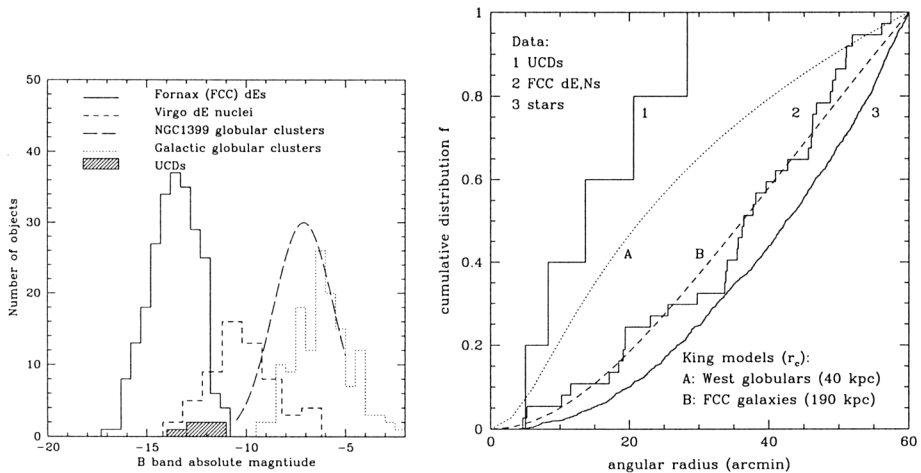 50
40
30
20
10
0
Number of objects
Fornax (FCC) dEs
Virgo dE nuclei
NGC1399 globular clusters
Galactic globular clusters
UCDs
-20
-15
-10
-5
B band absolute magntiude
1
0.8
0.6
0.4
0.2
0
cumulative distribution f
Data:
1 UCDs
2 FCC dE,Ns
3 stars
1
2
3
A
B
King models (r_c):
A: West globulars (40 kpc)
B: FCC galaxies (190 kpc)
0
20
40
60
angular radius (arcmin)